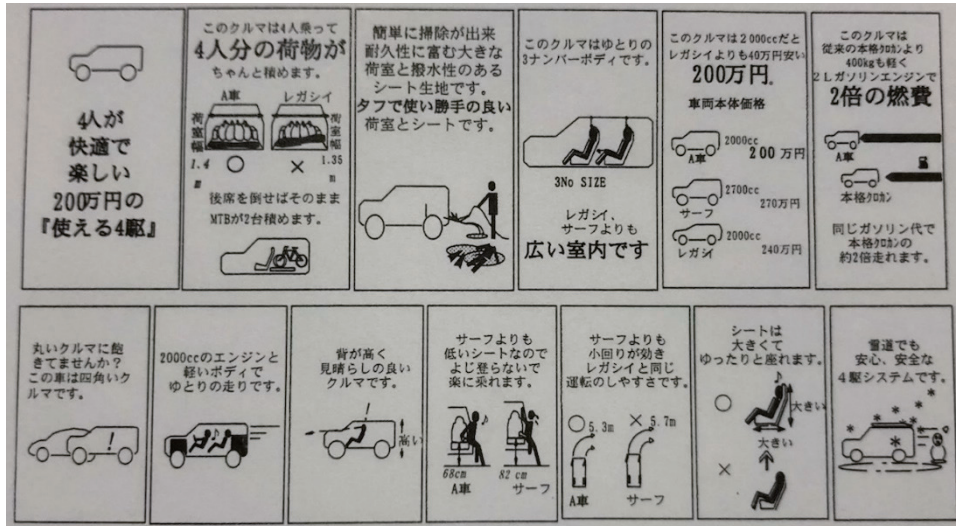 4人が
快適で
楽しい
200万円の
『使える4駆』
このクルマは4人乗って
4人分の荷物が
ちゃんと積めます。
A車
レガシイ
荷室幅
荷室幅
1.4
m
○
×
1.35
m
後席を倒せばそのまま
MTBが2台積めます。
簡単に掃除が出来
耐久性に富む大きな
荷室と撥水性のある
シート生地です。
タフで使い勝手の良い
荷室とシートです。
このクルマはゆとりの
3ナンバーボディです。
3No SIZE
レガシイ、
サーフよりも
広い室内です
このクルマは2000ccだと
レガシイよりも40万円安い
200万円。
車両本体価格
2000cc
200万円
A車
2700cc
270万円
サーフ
2000cc
240万円
レガシイ
このクルマは
従来の本格クロカンより
400kgも軽く
2Lガソリンエンジンで
2倍の燃費
A車
本格クロカン
同じガソリン代で
本格クロカンの
約2倍走れます。
丸いクルマに飽
きてませんか?
この車は四角いク
ルマです。
!
2000ccのエンジンと
軽いボディで
ゆとりの走りです。
背が高く
見晴らしの良い
クルマです。
高い
サーフよりも
低いシートなので
よじ登らないで
楽に乗れます。
68cm
82cm
A車
サーフ
サーフよりも
小回りが効き
レガシイと同じ
運転のしやすさです。
○
5.3m
×
5.7m
A車
サーフ
シートは
大きくて
ゆったりと座れます。
○
大きい
大きい
×
雪道でも
安心、安全な
4駆システムです。